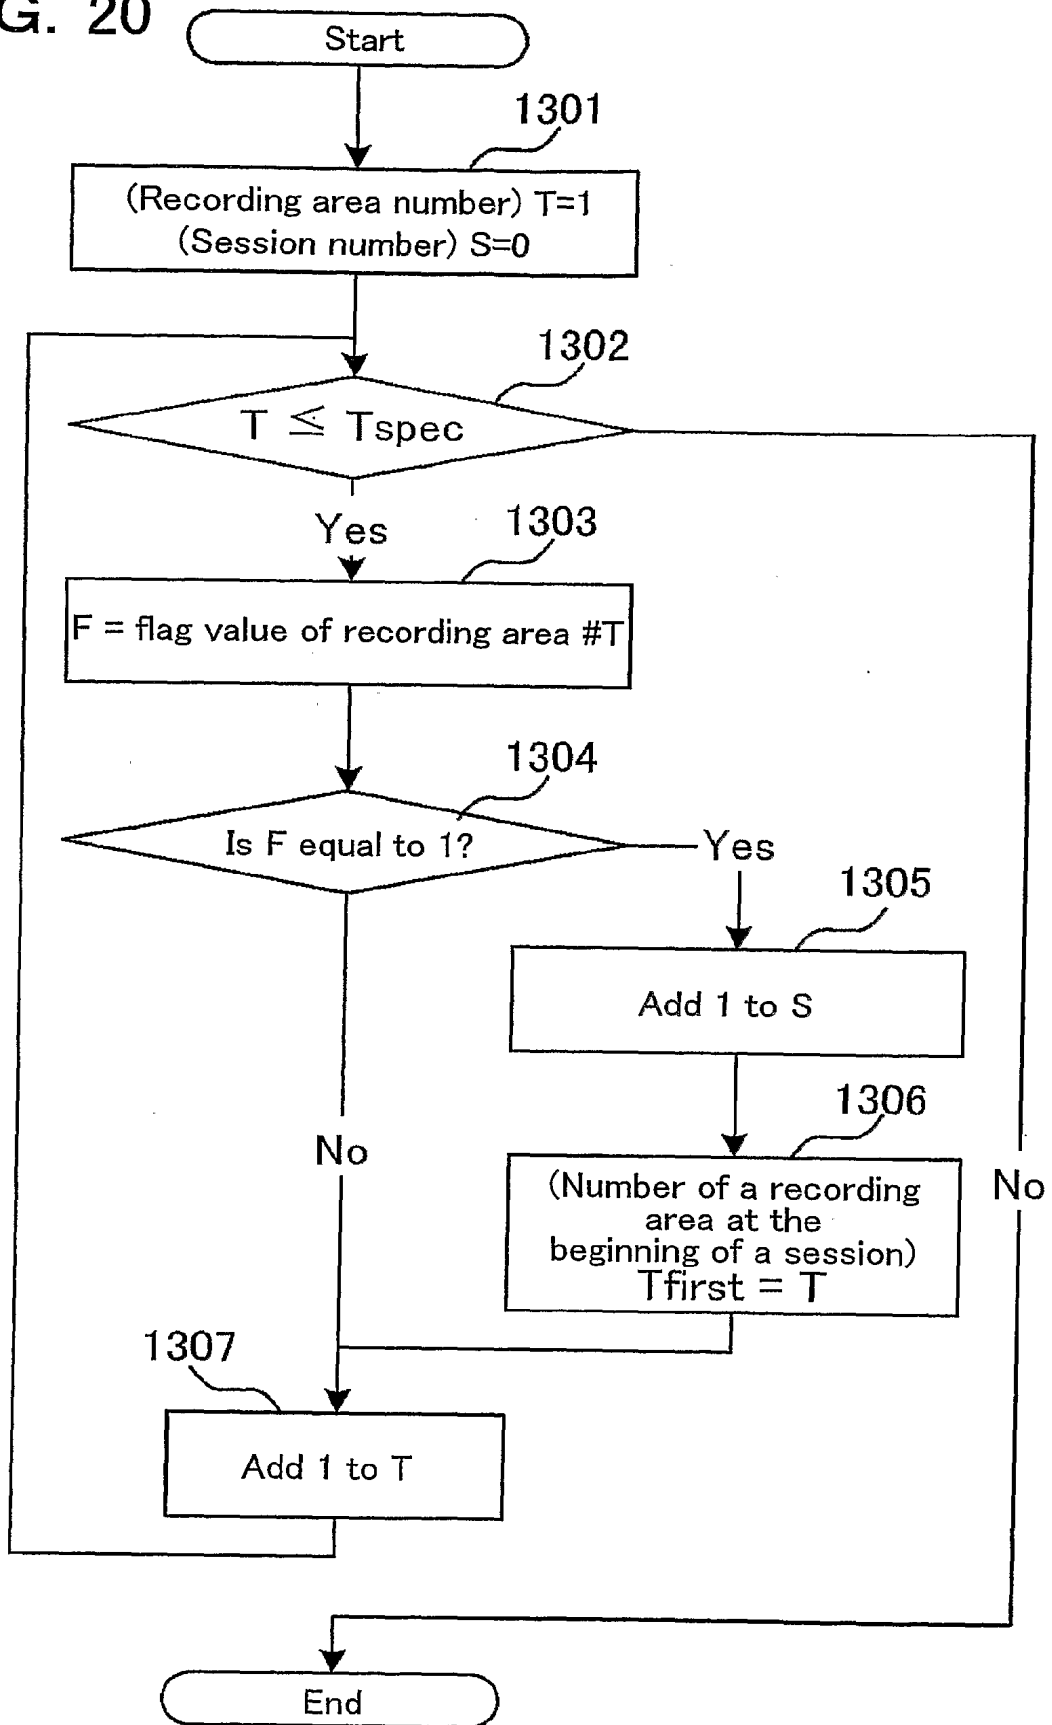 G. 20
Start
1301
(Recording area number) T=1
(Session number) S=0
1302
T ≦ Tspec
Yes
1303
F = flag value of recording area #T
1304
Is F equal to 1?
Yes
1305
Add 1 to S
1306
No
(Number of a recording
area at the
beginning of a session)
Tfirst = T
No
1307
Add 1 to T
End